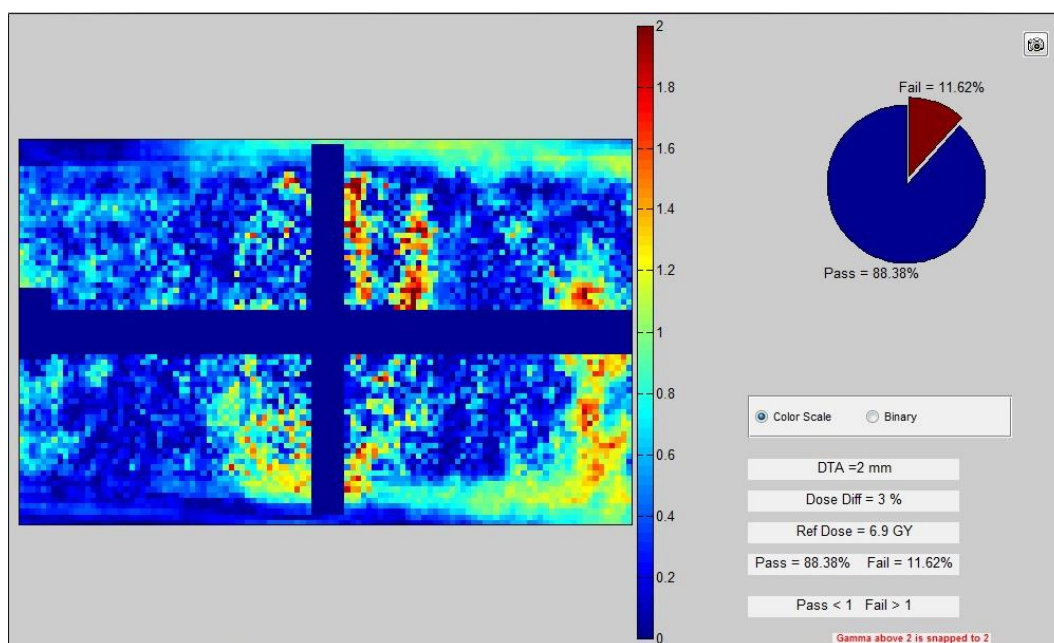 2
1.8
1.6
1.4
1.2
1
0.8
0.6
0.4
0.2
0
Fail = 11.62%
Pass = 88.38%
Color Scale Binary
DTA =2 mm
Dose Diff = 3 %
Ref Dose = 6.9 GY
Pass = 88.38% Fail = 11.62%
Pass < 1 Fail > 1
Gamma above 2 is snapped to 2